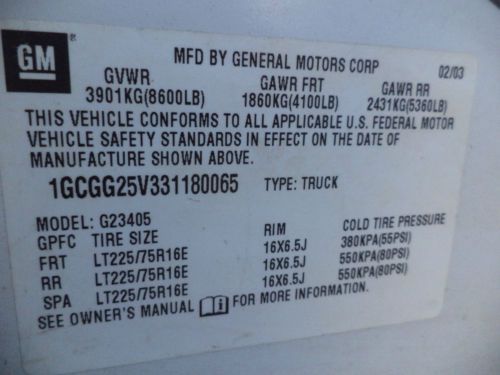 GM
MFD BY GENERAL MOTORS CORP 02/03
GVWR GAWR FRT GAWR RR
3901KG(8600LB) 1860KG(4100LB) 2431KG(5360LB)
THIS VEHICLE CONFORMS TO ALL APPLICABLE U.S. FEDERAL MOTOR
VEHICLE SAFETY STANDARDS IN EFFECT ON THE DATE OF
MANUFACTURE SHOWN ABOVE.
1GCGG25V331180065 TYPE: TRUCK
MODEL: G23405
GPFC TIRE SIZE RIM COLD TIRE PRESSURE
FRT LT225/75R16E 16X6.5J 380KPA(55PSI)
RR LT225/75R16E 16X6.5J 550KPA(80PSI)
SPA LT225/75R16E 16X6.5J 550KPA(80PSI)
SEE OWNER'S MANUAL FOR MORE INFORMATION.